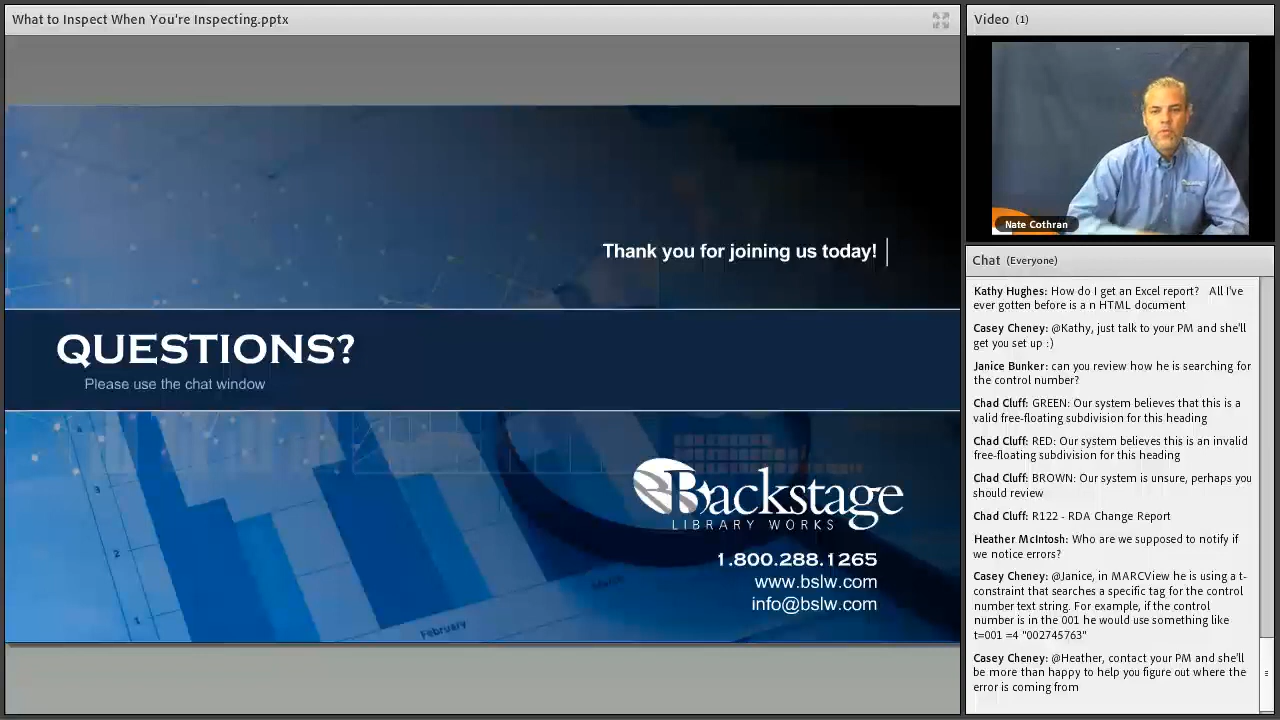 What to Inspect When You're Inspecting.pptx
Thank you for joining us today!
QUESTIONS?
Please use the chat window
3
2
1
February
March
Backstage
LIBRARY WORKS
1.800.288.1265
www.bslw.com
info@bslw.com
Video (1)
Nate Cothran
Chat (Everyone)
Kathy Hughes: How do I get an Excel report? All I've
ever gotten before is a n HTML document
Casey Cheney: @Kathy, just talk to your PM and she'll
get you set up :)
Janice Bunker: can you review how he is searching for
the control number?
Chad Cluff: GREEN: Our system believes that this is a
valid free-floating subdivision for this heading
Chad Cluff: RED: Our system believes this is an invalid
free-floating subdivision for this heading
Chad Cluff: BROWN: Our system is unsure, perhaps you
should review
Chad Cluff: R122 - RDA Change Report
Heather McIntosh: Who are we supposed to notify if
we notice errors?
Casey Cheney: @Janice, in MARCView he is using a t-
constraint that searches a specific tag for the control
number text string. For example, if the control
number is in the 001 he would use something like
t=001 =4 "002745763"
Casey Cheney: @Heather, contact your PM and she'll
be more than happy to help you figure out where the
error is coming from